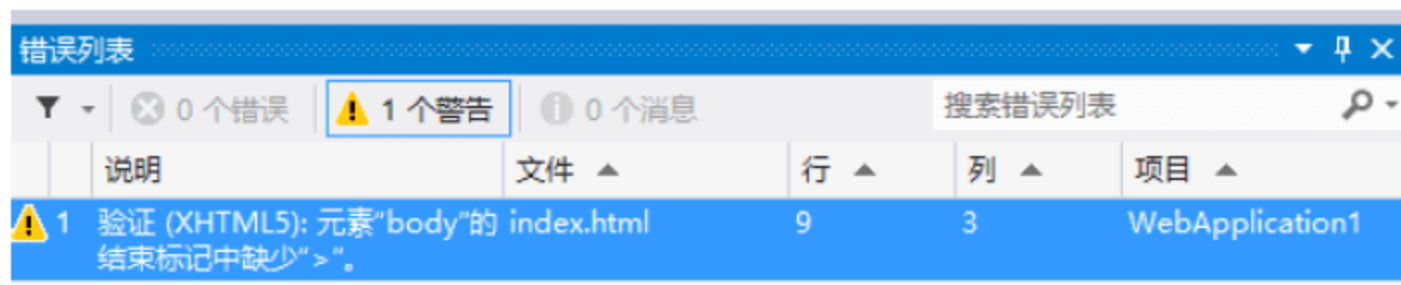 错误列表
0 个错误 1 个警告 0 个消息 搜索错误列表
说明 文件 行 列 项目
1 验证 (XHTML5): 元素“body”的 index.html 9 3 WebApplication1
结束标记中缺少“>”。